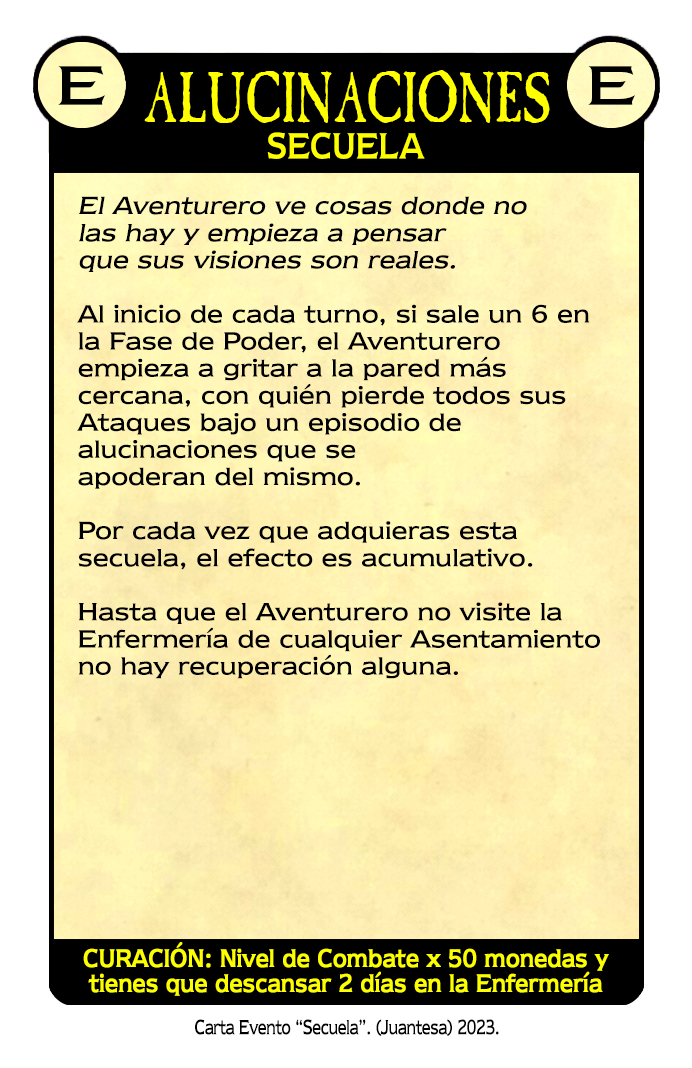 E ALUCINACIONES E
SECUELA
El Aventurero ve cosas donde no
las hay y empieza a pensar
que sus visiones son reales.
Al inicio de cada turno, si sale un 6 en
la Fase de Poder, el Aventurero
empieza a gritar a la pared más
cercana, con quién pierde todos sus
Ataques bajo un episodio de
alucinaciones que se
apoderan del mismo.
Por cada vez que adquieras esta
secuela, el efecto es acumulativo.
Hasta que el Aventurero no visite la
Enfermería de cualquier Asentamiento
no hay recuperación alguna.
CURACIÓN: Nivel de Combate x 50 monedas y
tienes que descansar 2 días en la Enfermería
Carta Evento “Secuela”. (Juantesa) 2023.